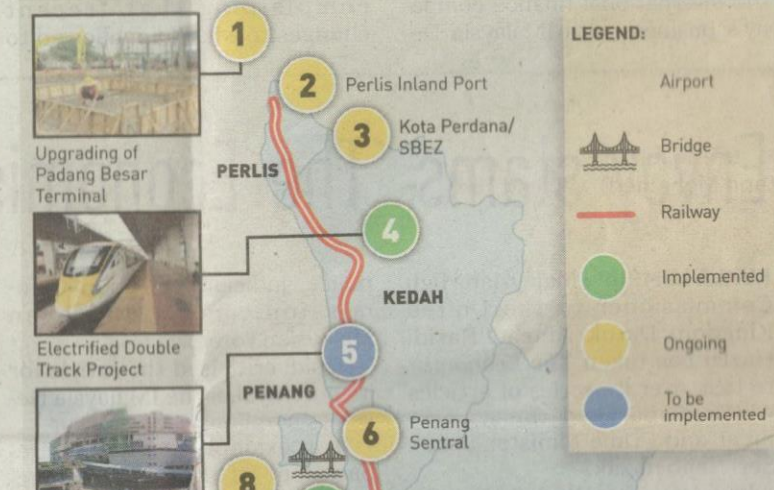 1
2
Perlis Inland Port
3
Kota Perdana/
SBEZ
Upgrading of
Padang Besar
Terminal
PERLIS
4
KEDAH
Electrified Double
Track Project
5
PENANG
6
Penang
Sentral
8
LEGEND:
Airport
Bridge
Railway
Implemented
Ongoing
To be
implemented